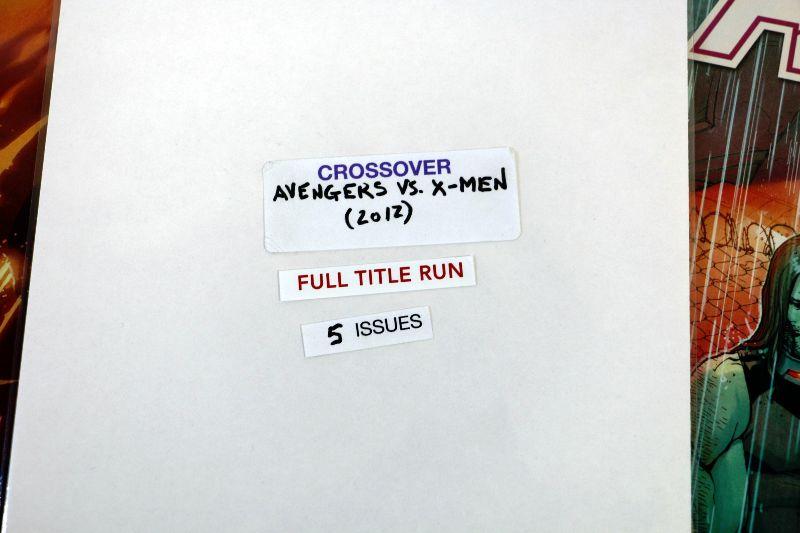 CROSSOVER
AVENGERS VS. X-MEN
(2012)
FULL TITLE RUN
5 ISSUES